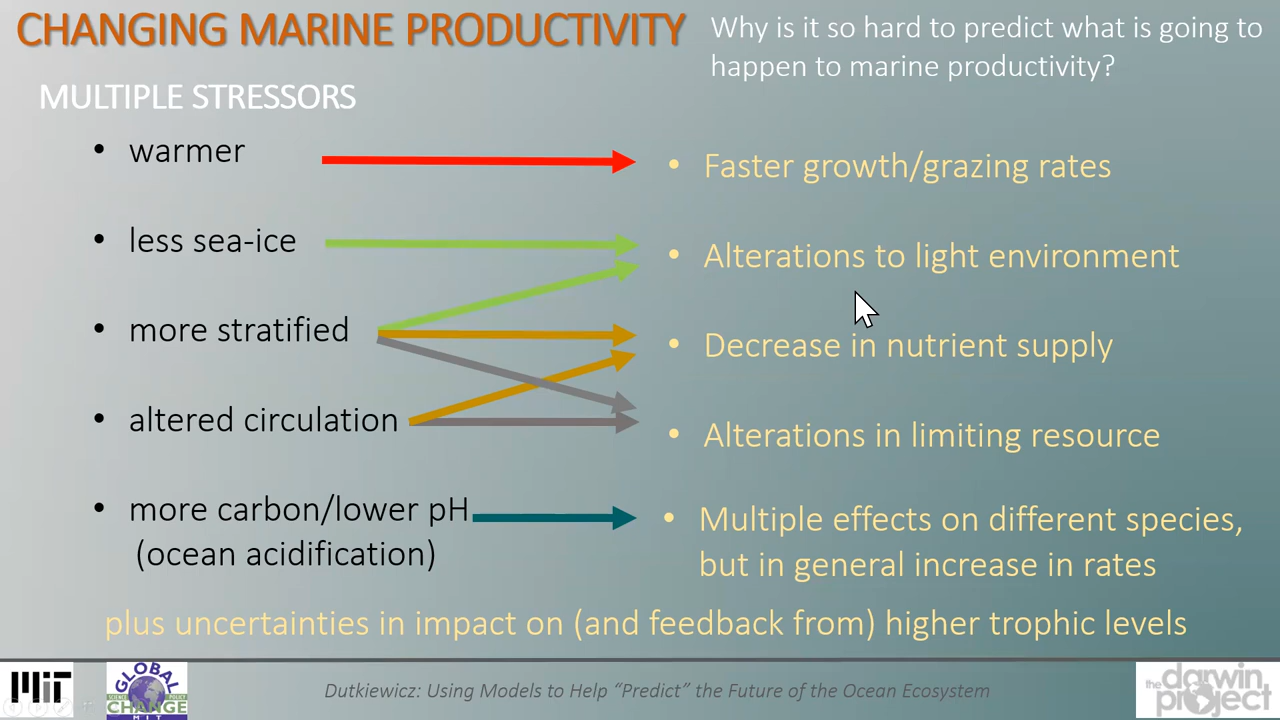 CHANGING MARINE PRODUCTIVITY
Why is it so hard to predict what is going to
happen to marine productivity?
MULTIPLE STRESSORS
• warmer
• less sea-ice
• more stratified
• altered circulation
• more carbon/lower pH
(ocean acidification)
• Faster growth/grazing rates
• Alterations to light environment
• Decrease in nutrient supply
• Alterations in limiting resource
• Multiple effects on different species,
but in general increase in rates
plus uncertainties in impact on (and feedback from) higher trophic levels
MIT
GLOBAL
SCIENCE POLICY
CHANGE
MIT
Dutkiewicz: Using Models to Help “Predict” the Future of the Ocean Ecosystem
the darwin
project